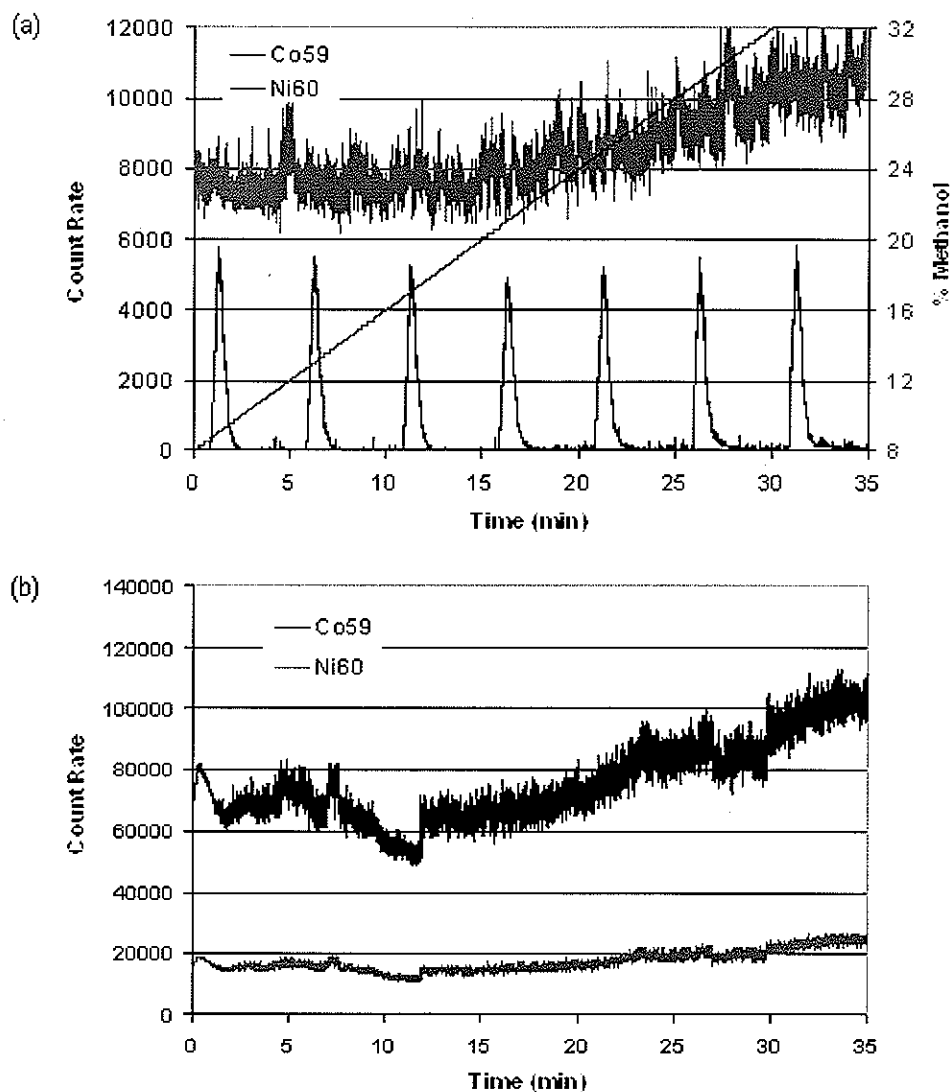 (a)
12000
10000
8000
6000
4000
2000
0
Count Rate
Co59
Ni60
32
28
24
20
16
12
8
% Methanol
0 5 10 15 20 25 30 35
Time (min)
(b)
140000
120000
100000
80000
60000
40000
20000
0
Count Rate
Co59
Ni60
0 5 10 15 20 25 30 35
Time (min)